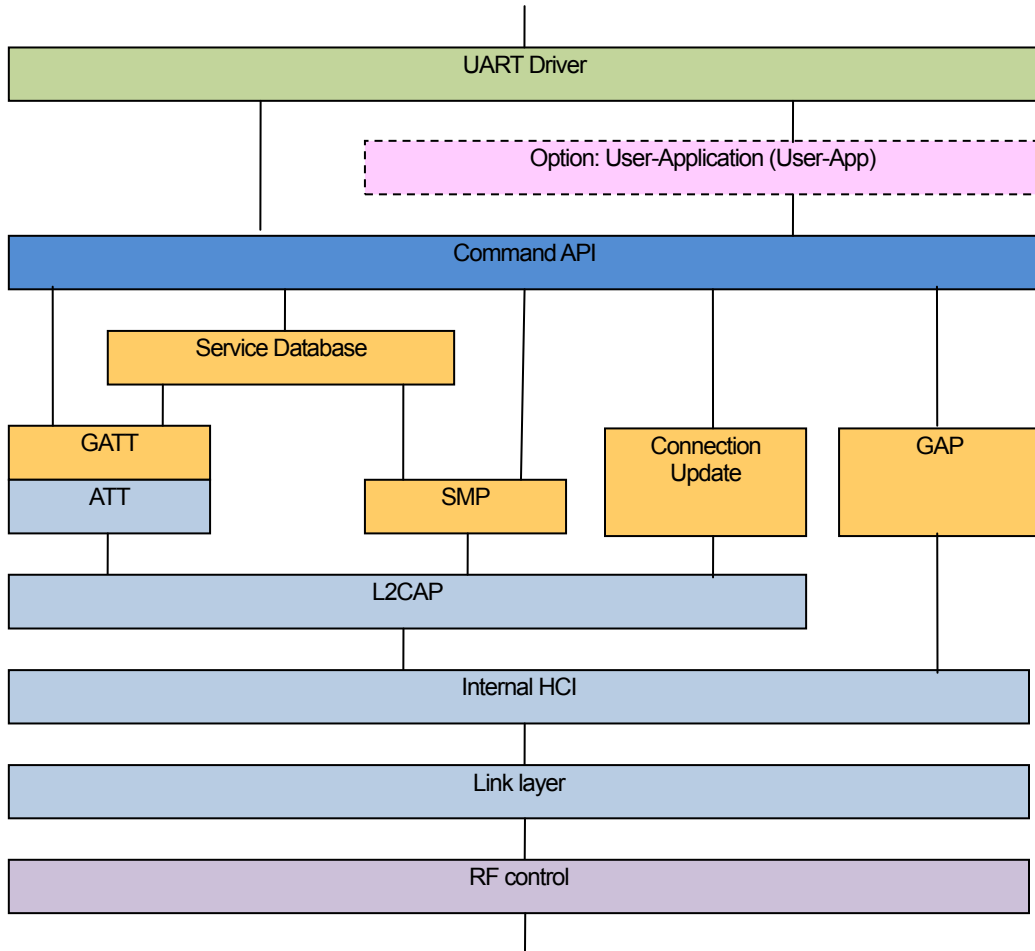 UART Driver
Option: User-Application (User-App)
Command API
Service Database
GATT
Connection
Update
GAP
ATT
SMP
L2CAP
Internal HCI
Link layer
RF control